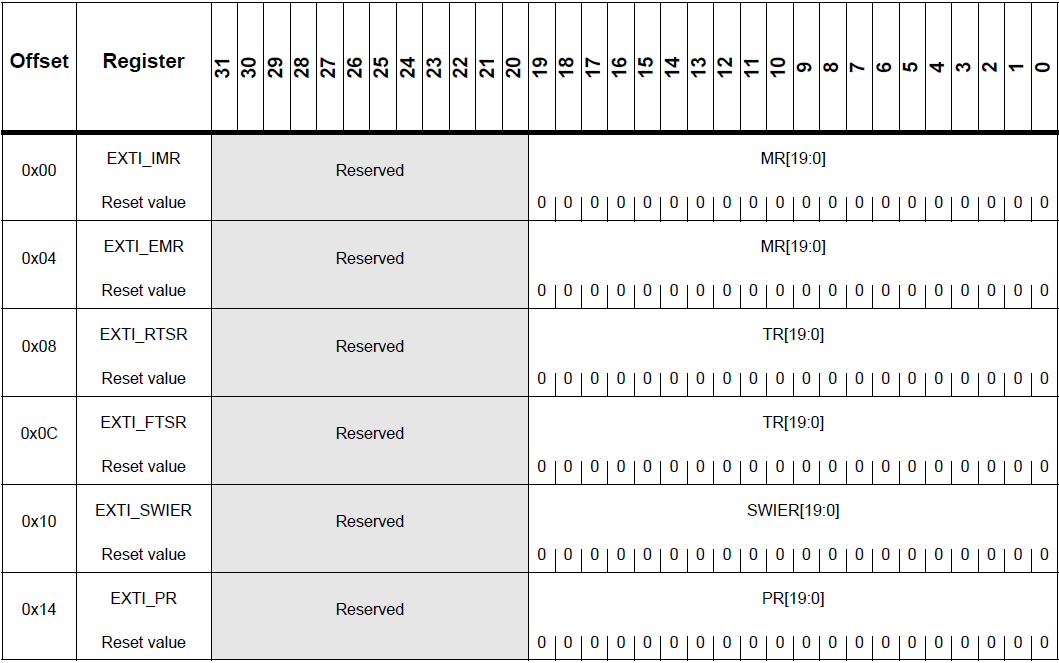 Offset Register 31 30 29 28 27 26 25 24 23 22 21 20 19 18 17 16 15 14 13 12 11 10 9 8 7 6 5 4 3 2 1 0
0x00 EXTI_IMR Reserved MR[19:0]
Reset value 0 0 0 0 0 0 0 0 0 0 0 0 0 0 0 0 0 0 0 0
0x04 EXTI_EMR Reserved MR[19:0]
Reset value 0 0 0 0 0 0 0 0 0 0 0 0 0 0 0 0 0 0 0 0
0x08 EXTI_RTSR Reserved TR[19:0]
Reset value 0 0 0 0 0 0 0 0 0 0 0 0 0 0 0 0 0 0 0 0
0x0C EXTI_FTSR Reserved TR[19:0]
Reset value 0 0 0 0 0 0 0 0 0 0 0 0 0 0 0 0 0 0 0 0
0x10 EXTI_SWIER Reserved SWIER[19:0]
Reset value 0 0 0 0 0 0 0 0 0 0 0 0 0 0 0 0 0 0 0 0
0x14 EXTI_PR Reserved PR[19:0]
Reset value 0 0 0 0 0 0 0 0 0 0 0 0 0 0 0 0 0 0 0 0